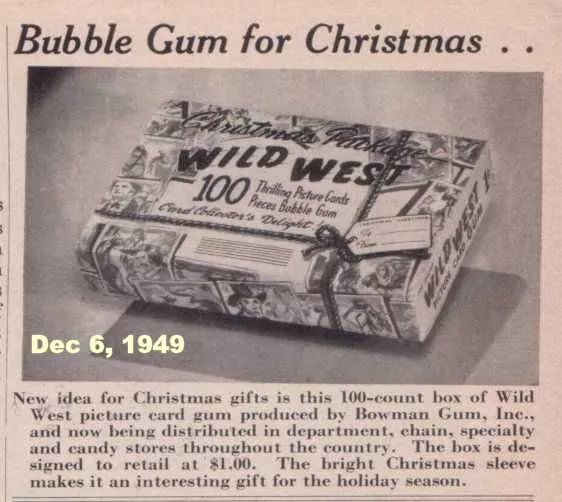 Bubble Gum for Christmas . .
Christmas Package
WILD WEST
100 Thrilling Picture Cards
Pieces Bubble Gum
Card Collector's Delight
WILD WEST
Dec 6, 1949
New idea for Christmas gifts is this 100-count box of Wild
West picture card gum produced by Bowman Gum, Inc.,
and now being distributed in department, chain, specialty
and candy stores throughout the country. The box is de-
signed to retail at $1.00. The bright Christmas sleeve
makes it an interesting gift for the holiday season.